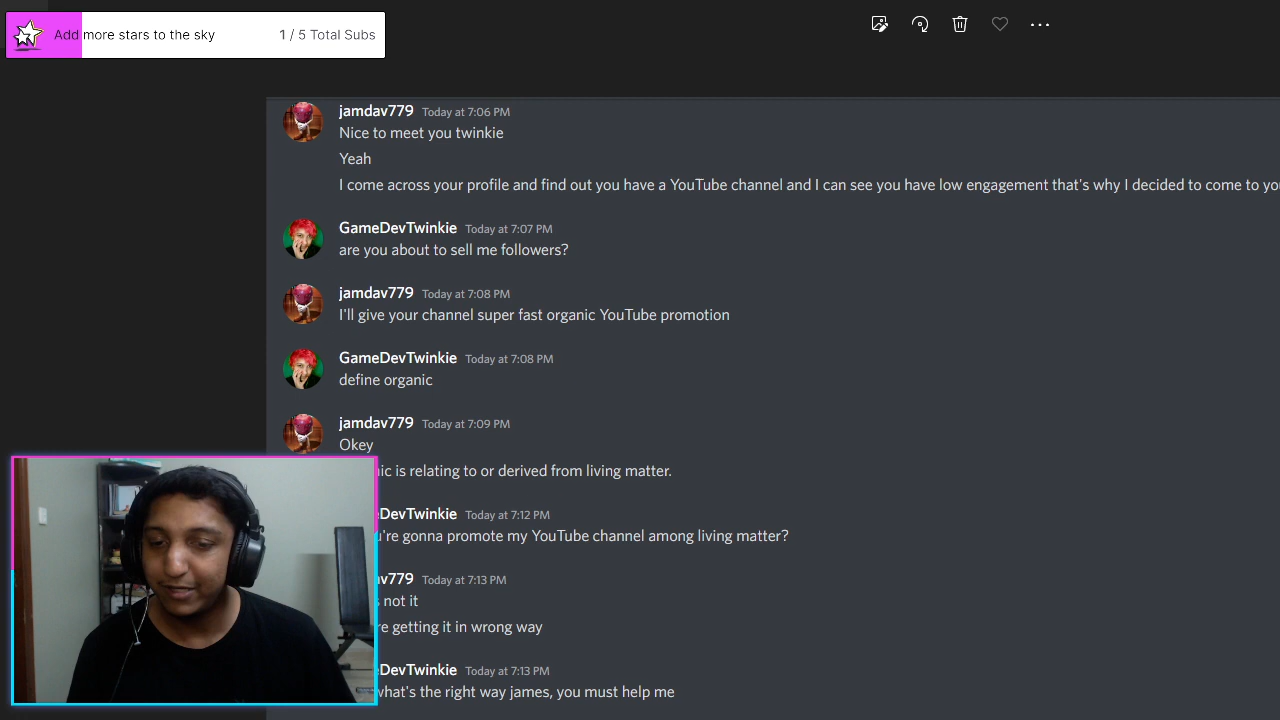 Add more stars to the sky 1 / 5 Total Subs
jamdav779 Today at 7:06 PM
Nice to meet you twinkie
Yeah
I come across your profile and find out you have a YouTube channel and I can see you have low engagement that's why I decided to come to
GameDevTwinkie Today at 7:07 PM
are you about to sell me followers?
jamdav779 Today at 7:08 PM
I'll give your channel super fast organic YouTube promotion
GameDevTwinkie Today at 7:08 PM
define organic
jamdav779 Today at 7:09 PM
Okey
is relating to or derived from living matter.
DevTwinkie Today at 7:12 PM
're gonna promote my YouTube channel among living matter?
779 Today at 7:13 PM
not it
getting it in wrong way
DevTwinkie Today at 7:13 PM
what's the right way james, you must help me